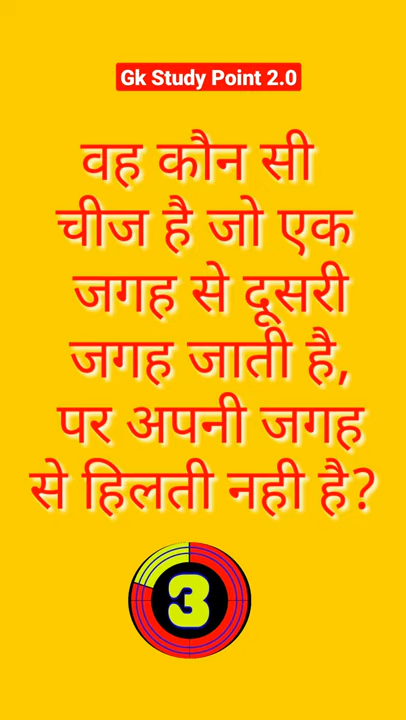 Gk Study Point 2.0
वह कौन सी
चीज है जो एक
जगह से दूसरी
जगह जाती है,
पर अपनी जगह
से हिलती नही है?
3